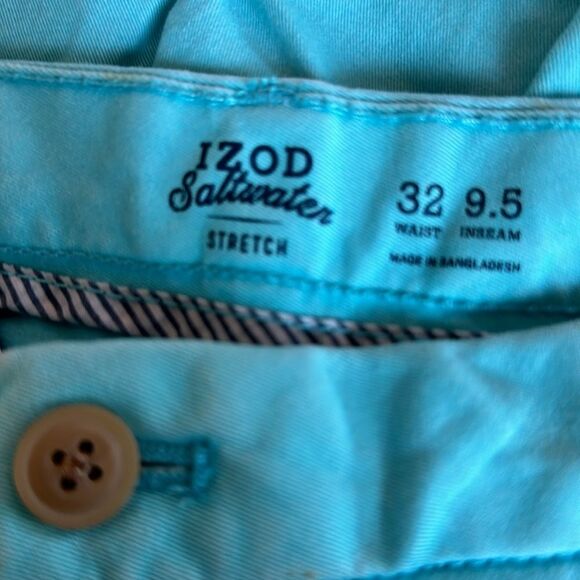 IZOD
Saltwater
STRETCH
32 9.5
WAIST INSEAM
MADE IN BANGLADESH